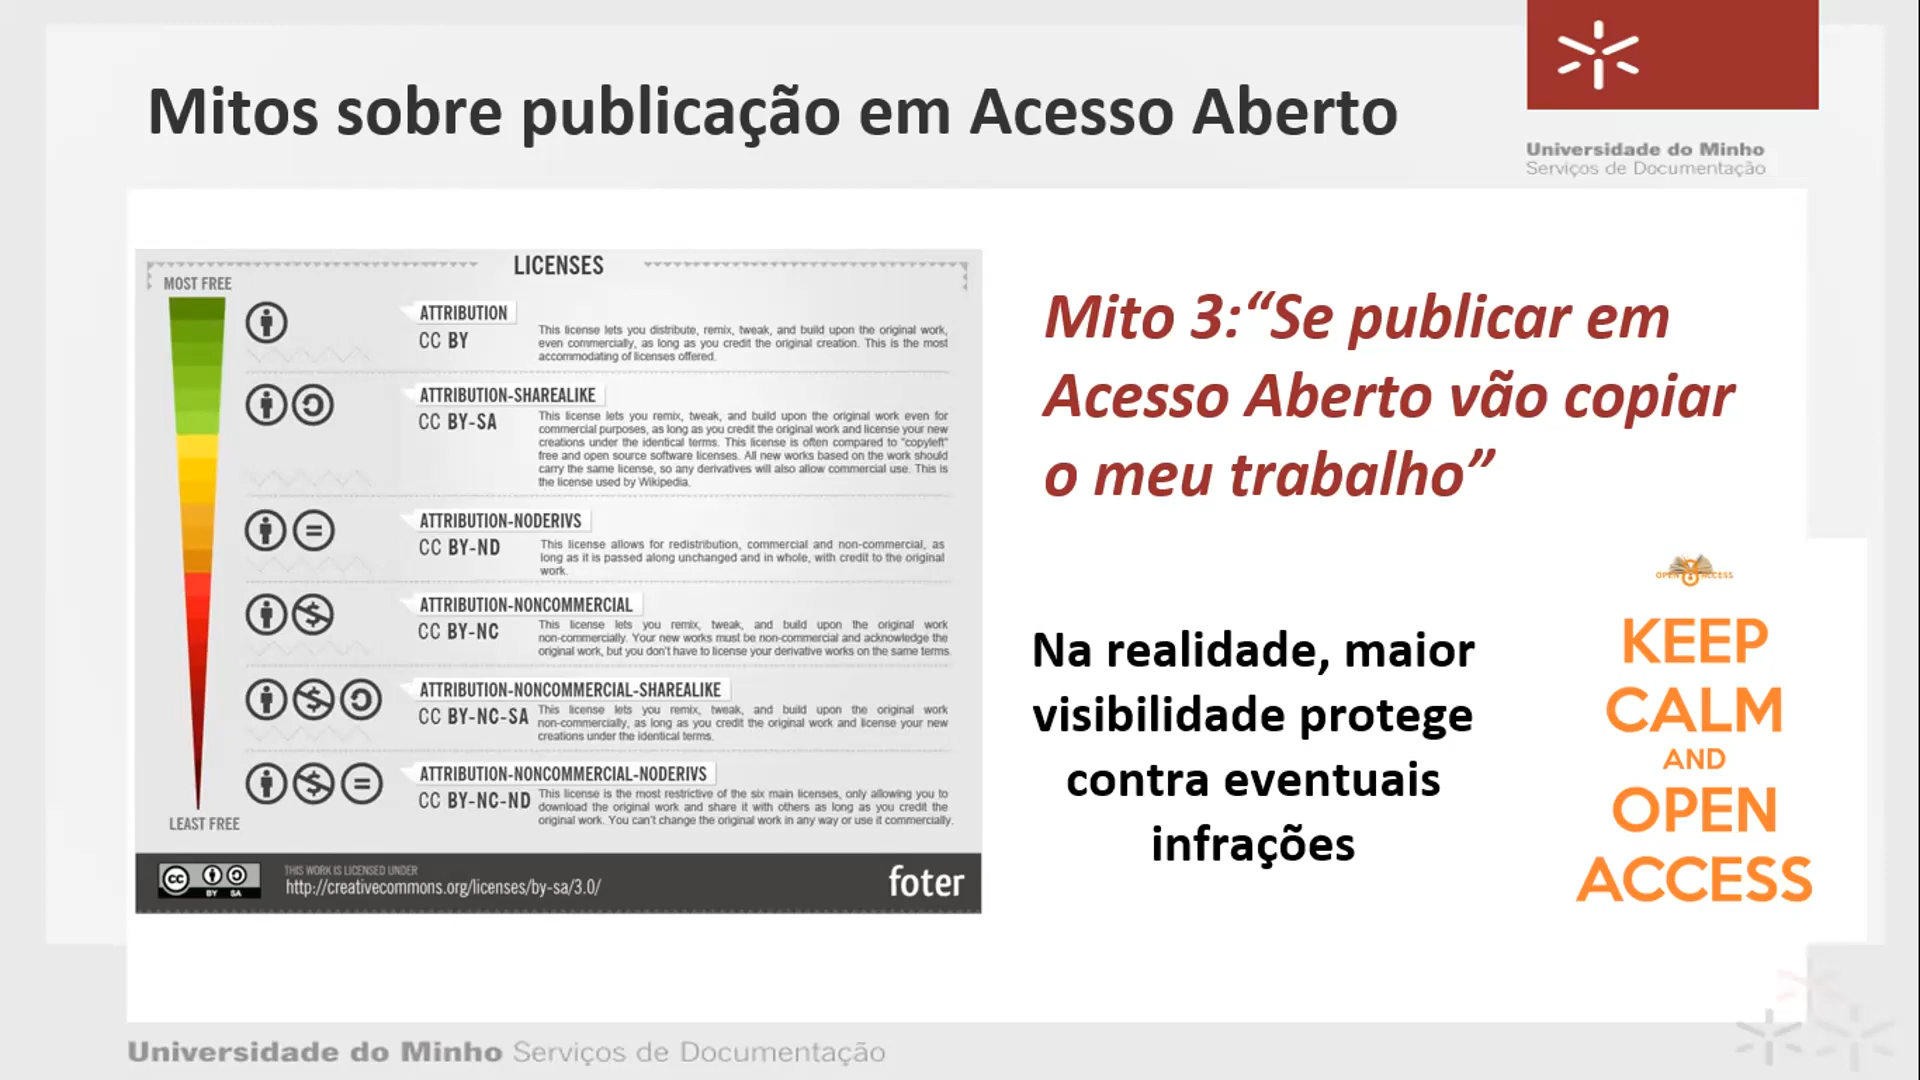 Mitos sobre publicação em Acesso Aberto
Universidade do Minho
Serviços de Documentação
LICENSES
MOST FREE
ATTRIBUTION
CC BY
This license lets you distribute, remix, tweak, and build upon the original work,
even commercially, as long as you credit the original creation. This is the most
accommodating of licenses offered.
ATTRIBUTION-SHAREALIKE
CC BY-SA
This license lets you remix, tweak, and build upon the original work even for
commercial purposes, as long as you credit the original work and license your new
creations under the identical terms. This license is often compared to "copyleft"
free and open source software licenses. All new works based on the work should
carry the same license, so any derivatives will also allow commercial use. This is
the license used by Wikipedia.
ATTRIBUTION-NODERIVS
CC BY-ND
This license allows for redistribution, commercial and non-commercial, as
long as it is passed along unchanged and in whole, with credit to the original
work.
ATTRIBUTION-NONCOMMERCIAL
CC BY-NC
This license lets you remix, tweak, and build upon the original work
non-commercially. Your new works must be non-commercial and acknowledge the
original work, but you don't have to license your derivative works on the same terms.
ATTRIBUTION-NONCOMMERCIAL-SHAREALIKE
CC BY-NC-SA
This license lets you remix, tweak, and build upon the original work
non-commercially, as long as you credit the original work and license your new
creations under the identical terms.
ATTRIBUTION-NONCOMMERCIAL-NODERIVS
CC BY-NC-ND
This license is the most restrictive of the six main licenses, only allowing you to
download the original work and share it with others as long as you credit the
original work. You can't change the original work in any way or use it commercially.
LEAST FREE
cc
BY SA
THIS WORK IS LICENSED UNDER
http://creativecommons.org/licenses/by-sa/3.0/
foter
Mito 3:“Se publicar em
Acesso Aberto vão copiar
o meu trabalho”
Na realidade, maior
visibilidade protege
contra eventuais
infrações
OPEN ACCESS
KEEP
CALM
AND
OPEN
ACCESS
Universidade do Minho Serviços de Documentação